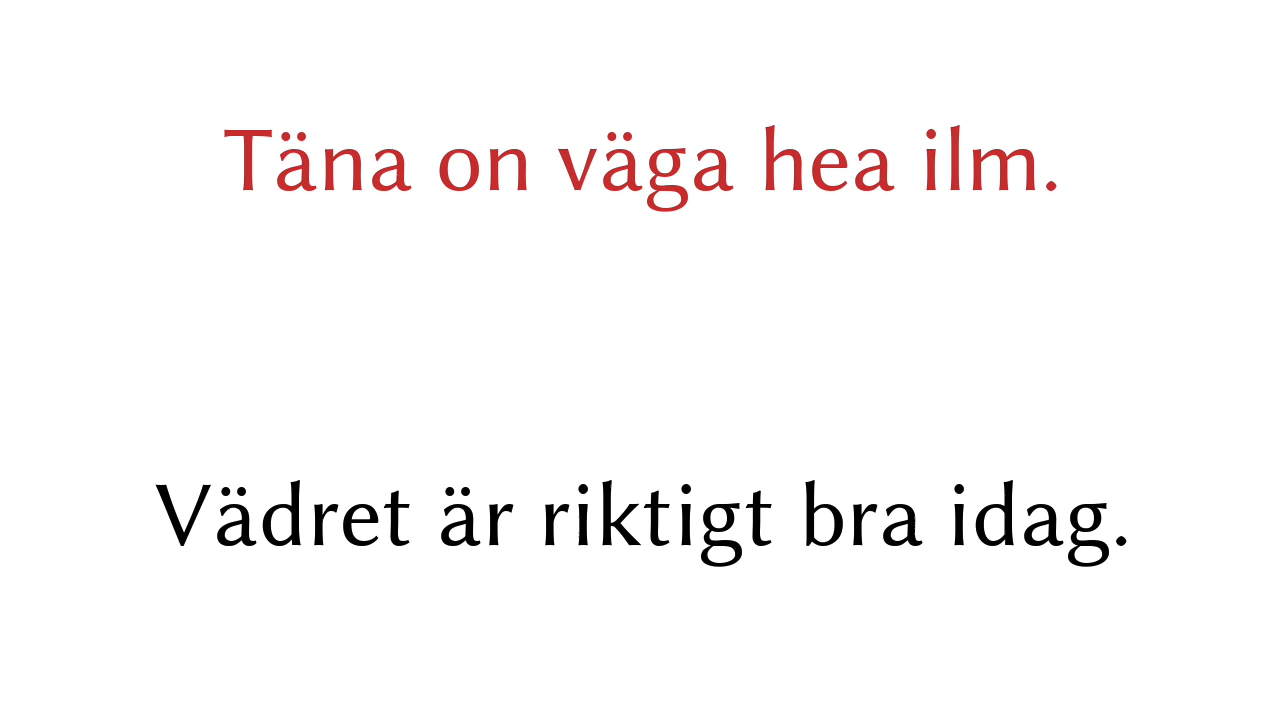 Täna on väga hea ilm.
Vädret är riktigt bra idag.